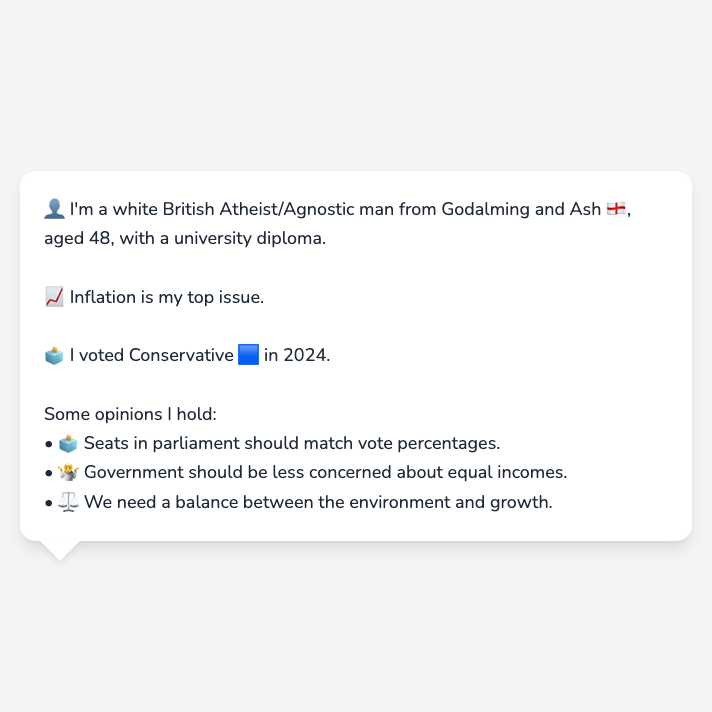 👤 I'm a white British Atheist/Agnostic man from Godalming and Ash 🏴󠁧󠁢󠁥󠁮󠁧󠁿,
aged 48, with a university diploma.
📈 Inflation is my top issue.
🗳️ I voted Conservative 🟦 in 2024.
Some opinions I hold:
• 🗳️ Seats in parliament should match vote percentages.
• 🤷 Government should be less concerned about equal incomes.
• ⚖️ We need a balance between the environment and growth.